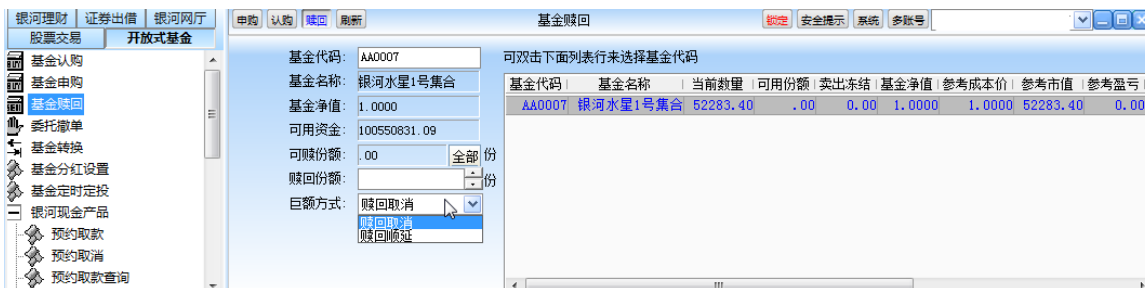 银河理财 证券出借 银河网厅
股票交易 开放式基金
申购 认购 赎回 刷新 基金赎回 锁定 安全提示 系统 多账号
基金认购
基金申购
基金赎回
委托撤单
基金转换
基金分红设置
基金定时定投
银河现金产品
预约取款
预约取消
预约取款查询
基金代码: AA0007
基金名称: 银河水星1号集合
基金净值: 1.0000
可用资金: 100550831.09
可赎份额: .00 全部 份
赎回份额: 份
巨额方式: 赎回取消
赎回取消
赎回顺延
可双击下面列表行来选择基金代码
基金代码 基金名称 当前数量 可用份额 卖出冻结 基金净值 参考成本价 参考市值 参考盈亏
AA0007 银河水星1号集合 52283.40 .00 0.00 1.0000 1.0000 52283.40 0.00